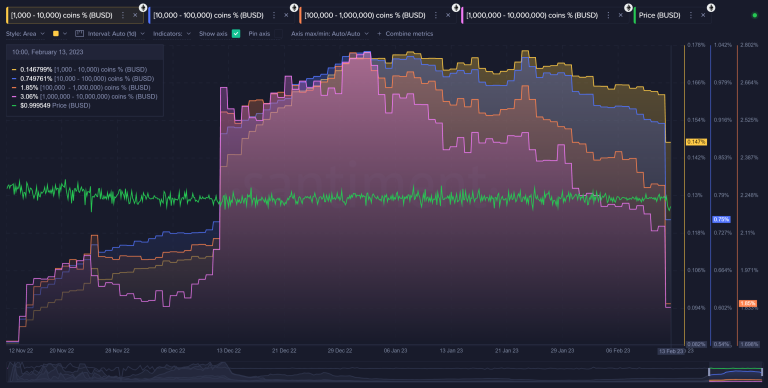 [1,000 - 10,000) coins % (BUSD)
[10,000 - 100,000) coins % (BUSD)
[100,000 - 1,000,000) coins % (BUSD)
[1,000,000 - 10,000,000) coins % (BUSD)
Price (BUSD)
Style: Area
Interval: Auto (1d)
Indicators:
Show axis
Pin axis
Axis max/min: Auto/Auto
+ Combine metrics
10:00, February 13, 2023
0.146799% [1,000 - 10,000) coins % (BUSD)
0.749761% [10,000 - 100,000) coins % (BUSD)
1.85% [100,000 - 1,000,000) coins % (BUSD)
3.06% [1,000,000 - 10,000,000) coins % (BUSD)
$0.999549 Price (BUSD)
0.178% 1.042% 2.802%
0.166% 0.979% 2.664%
0.154% 0.916% 2.525%
0.147%
0.142% 0.853% 2.387%
0.13% 0.79% 2.248%
0.75%
0.118% 0.727% 2.11%
0.106% 0.664% 1.971%
0.094% 0.602%
0.082% 0.54%
12 Nov 22 20 Nov 22 28 Nov 22 06 Dec 22 13 Dec 22 21 Dec 22 29 Dec 22 06 Jan 23 13 Jan 23 21 Jan 23 29 Jan 23 06 Feb 23 13 Feb 23